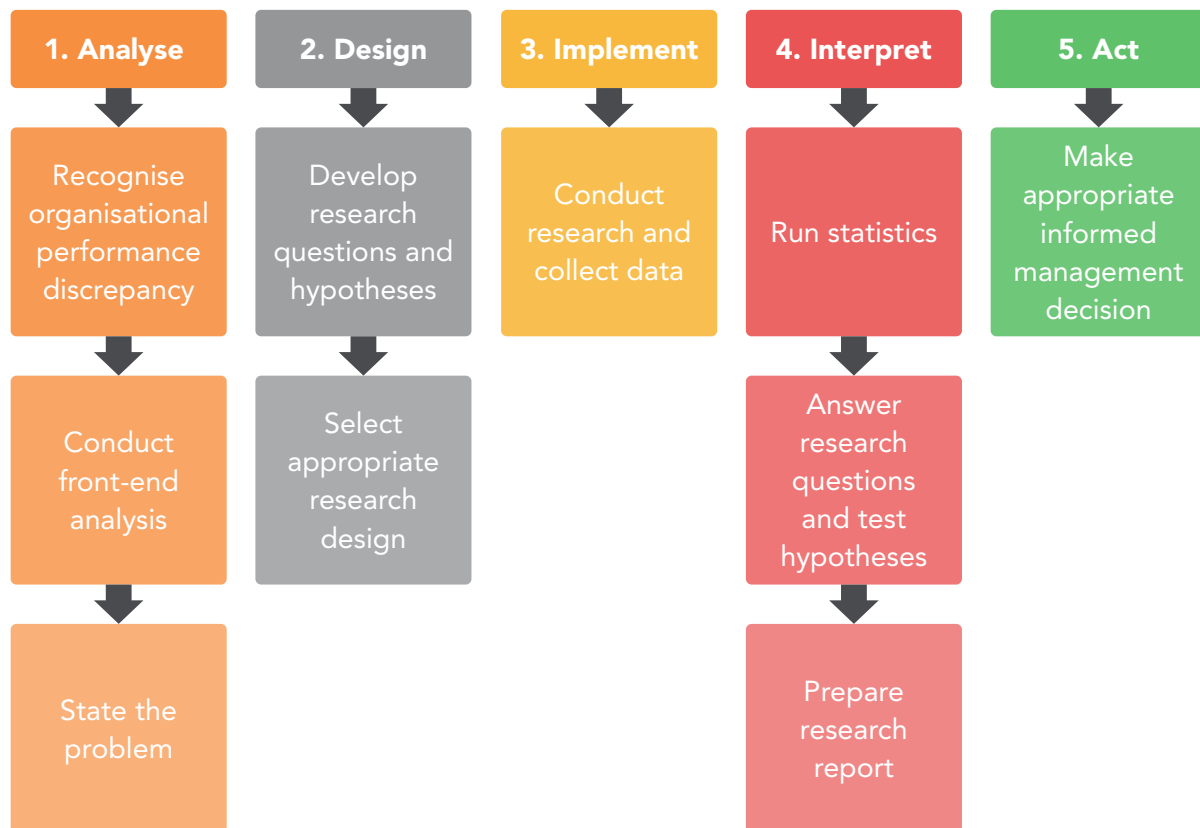 1. Analyse
Recognise
organisational
performance
discrepancy
Conduct
front-end
analysis
State the
problem
2. Design
Develop
research
questions and
hypotheses
Select
appropriate
research
design
3. Implement
Conduct
research and
collect data
4. Interpret
Run statistics
Answer
research
questions
and test
hypotheses
Prepare
research
report
5. Act
Make
appropriate
informed
management
decision